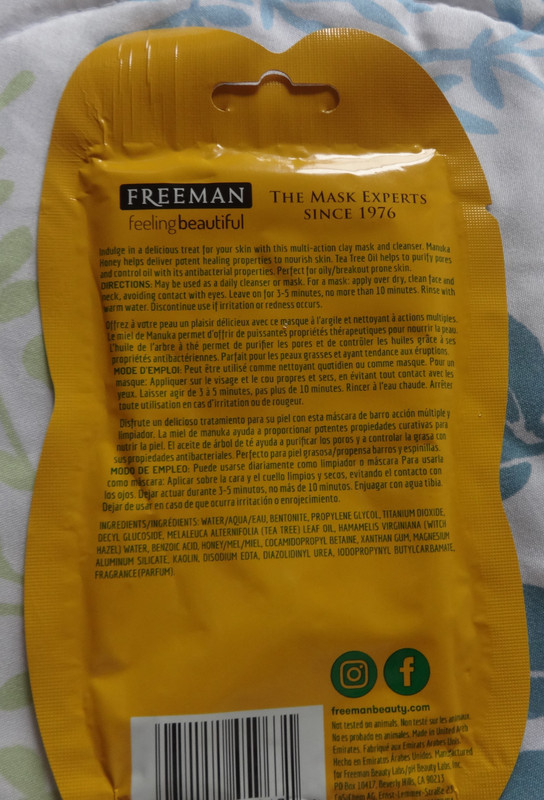 FREEMAN
feelingbeautiful
THE MASK EXPERTS
SINCE 1976
Indulge in a delicious treat for your skin with this multi-action clay mask and cleanser. Manuka
Honey helps deliver potent healing properties to nourish skin. Tea Tree Oil helps to purify pores
and control oil with its antibacterial properties. Perfect for oily/breakout prone skin.
DIRECTIONS: May be used as a daily cleanser or mask. For a mask: apply over dry, clean face and
neck, avoiding contact with eyes. Leave on for 3-5 minutes, no more than 10 minutes. Rinse with
warm water. Discontinue use if irritation or redness occurs.
Offrez à votre peau un plaisir délicieux avec ce masque à l'argile et nettoyant à actions multiples.
Le miel de Manuka permet d'offrir de puissantes propriétés thérapeutiques pour nourrir la peau.
L'huile de l'arbre à thé permet de purifier les pores et de contrôler les huiles grâce à ses
propriétés antibactériennes. Parfait pour les peaux grasses et ayant tendance aux éruptions.
MODE D'EMPLOI: Peut être utilisé comme nettoyant quotidien ou comme masque. Pour un
masque: Appliquer sur le visage et le cou propres et secs, en évitant tout contact avec les
yeux. Laisser agir de 3 à 5 minutes, pas plus de 10 minutes. Rincer à l'eau chaude. Arrêter
toute utilisation en cas d'irritation ou de rougeur.
Disfrute un delicioso tratamiento para su piel con esta máscara de barro acción múltiple y
limpiador. La miel de manuka ayuda a proporcionar potentes propiedades curativas para
nutrir la piel. El aceite de árbol de té ayuda a purificar los poros y a controlar la grasa con
sus propiedades antibacteriales. Perfecto para piel grasosa/propensa barros y espinillas.
MODO DE EMPLEO: Puede usarse diariamente como limpiador o máscara. Para usarla
como máscara: Aplicar sobre la cara y el cuello limpios y secos, evitando el contacto con
los ojos. Dejar actuar durante 3-5 minutos, no más de 10 minutos. Enjuagar con agua tibia.
Dejar de usar en caso de que ocurra irritación o enrojecimiento.
INGREDIENTS/INGRÉDIENTS: WATER/AQUA/EAU, BENTONITE, PROPYLENE GLYCOL, TITANIUM DIOXIDE,
DECYL GLUCOSIDE, MELALEUCA ALTERNIFOLIA (TEA TREE) LEAF OIL, HAMAMELIS VIRGINIANA (WITCH
HAZEL) WATER, BENZOIC ACID, HONEY/MEL/MIEL, COCAMIDOPROPYL BETAINE, XANTHAN GUM, MAGNESIUM
ALUMINUM SILICATE, KAOLIN, DISODIUM EDTA, DIAZOLIDINYL UREA, IODOPROPYNYL BUTYLCARBAMATE,
FRAGRANCE (PARFUM).
freemanbeauty.com
Not tested on animals. Non testé sur les animaux.
No es probado en animales. Made in United Arab
Emirates. Fabriqué aux Émirats Arabes Unis.
Hecho en Emiratos Árabes Unidos. Manufactured
for Freeman Beauty Labs/pH Beauty Labs, Inc.
PO Box 10417, Beverly Hills, CA 90213